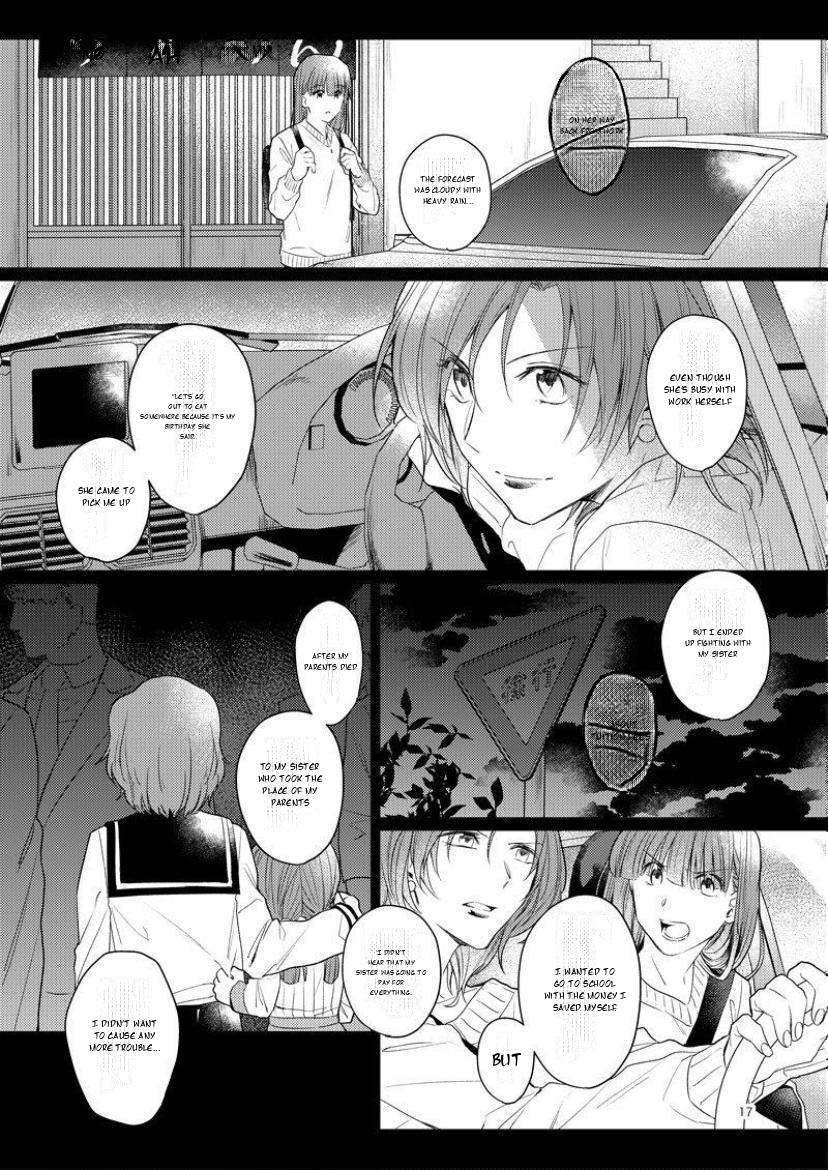 AH
ON HER WAY
BACK FROM WORK
THE FORECAST
WAS CLOUDY WITH
HEAVY RAIN...
EVEN THOUGH
SHE'S BUSY WITH
WORK HERSELF
"LET'S GO
OUT TO EAT
SOMEWHERE BECAUSE IT'S MY
BIRTHDAY, SHE
SAID.
SHE CAME TO
PICK ME UP
BUT I ENDED
UP FIGHTING WITH
MY SISTER
徐行
I WANTED TO
GO TO SCHOOL
WITH THE MONEY I
SAVED MYSELF
BUT
I DIDN'T
HEAR THAT MY
SISTER WAS GOING TO
PAY FOR
EVERYTHING.
AFTER MY
PARENTS DIED
TO MY SISTER
WHO TOOK THE
PLACE OF MY
PARENTS
I DIDN'T WANT
TO CAUSE ANY
MORE TROUBLE...
17